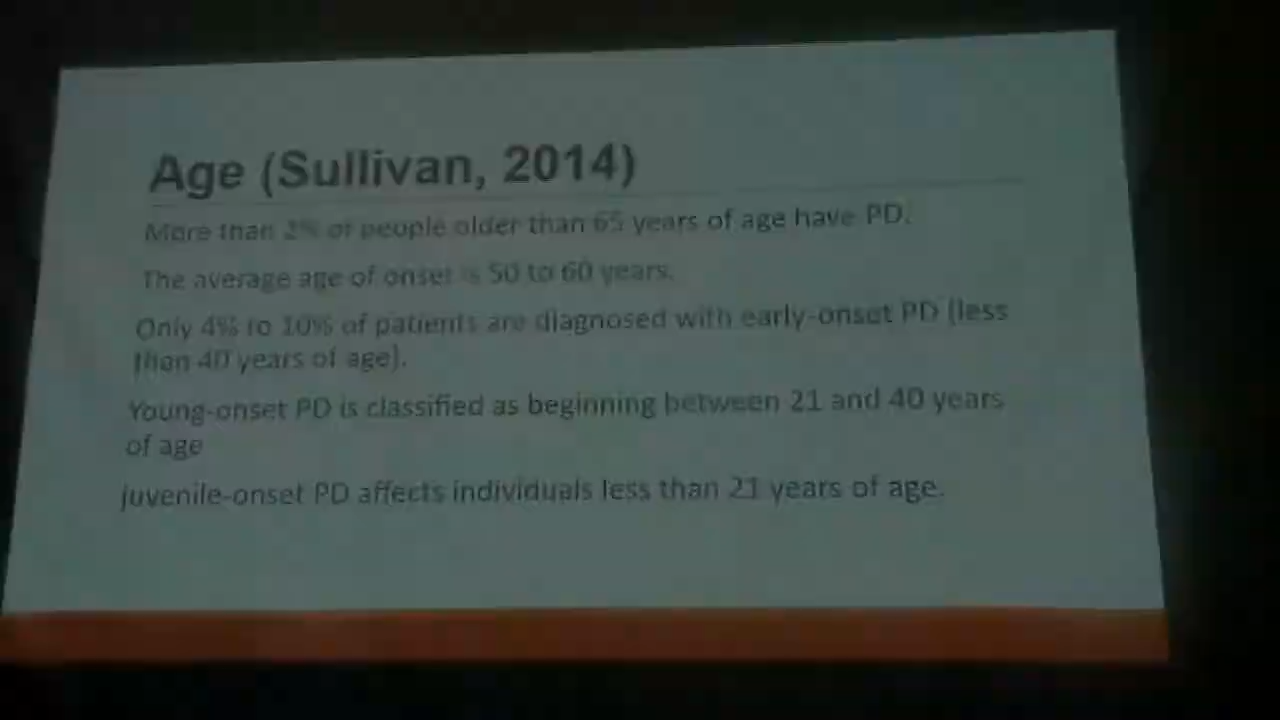 Age (Sullivan, 2014)
More than 2% of people older than 65 years of age have PD.
The average age of onset is 50 to 60 years.
Only 4% to 10% of patients are diagnosed with early-onset PD (less
than 40 years of age).
Young-onset PD is classified as beginning between 21 and 40 years
of age
juvenile-onset PD affects individuals less than 21 years of age.